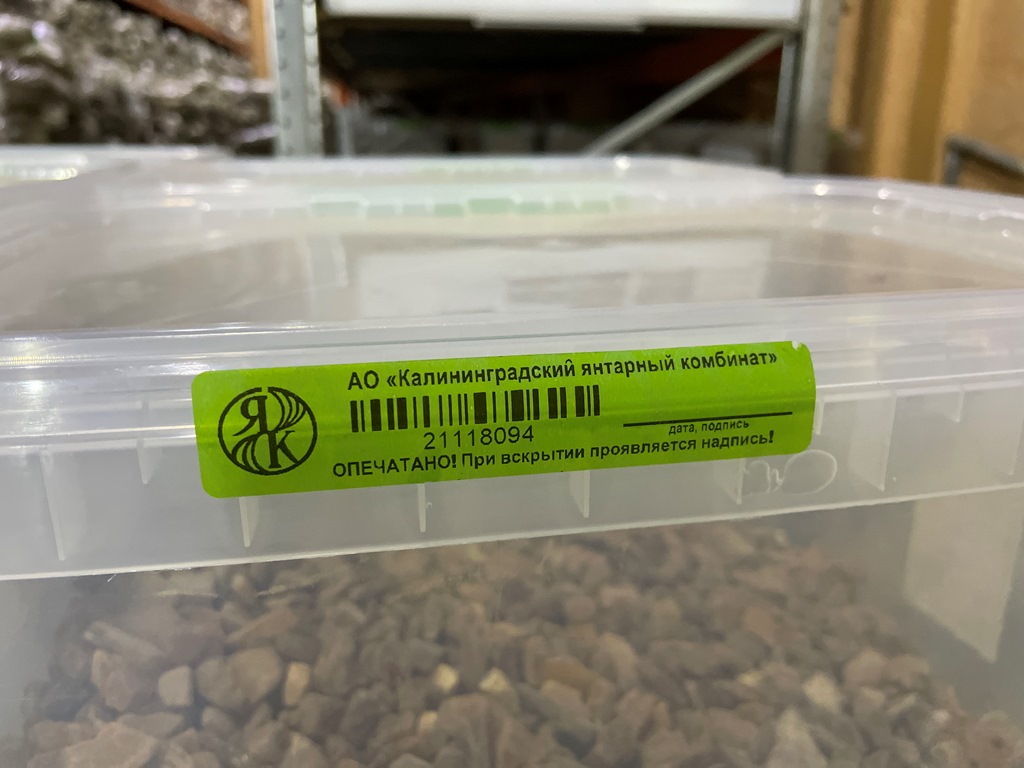 ЯК
АО «Калининградский янтарный комбинат»
21118094
дата, подпись
ОПЕЧАТАНО! При вскрытии проявляется надпись!